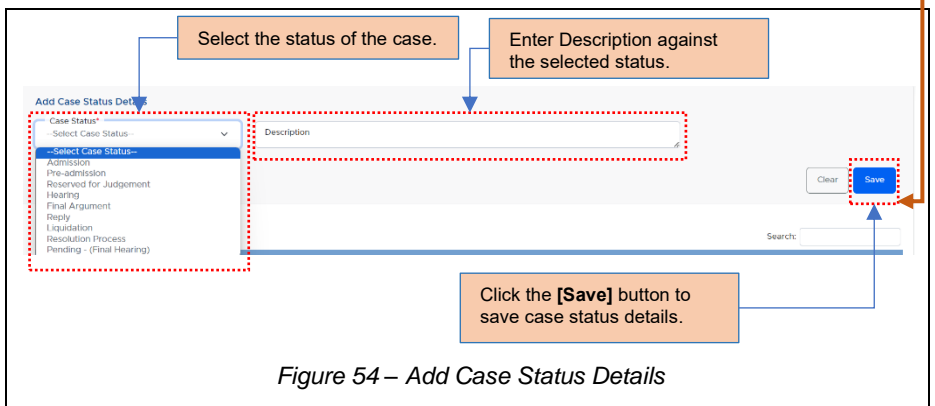 Select the status of the case.
Enter Description against
the selected status.
Add Case Status Details
Case Status*
--Select Case Status--
Description
--Select Case Status--
Admission
Pre-admission
Reserved for Judgement
Hearing
Final Argument
Reply
Liquidation
Resolution Process
Pending - (Final Hearing)
Clear
Save
Search:
Click the [Save] button to
save case status details.
Figure 54 – Add Case Status Details